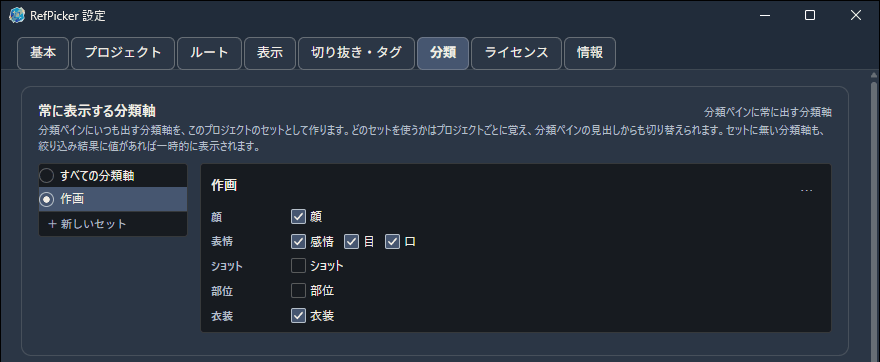 RefPicker 設定
基本 プロジェクト ルート 表示 切り抜き・タグ 分類 ライセンス 情報
常に表示する分類軸 分類ペインに常に出す分類軸
分類ペインにいつも出す分類軸を、このプロジェクトのセットとして作ります。どのセットを使うかはプロジェクトごとに覚え、分類ペインの見出しからも切り替えられます。セットに無い分類軸も、
絞り込み結果に値があれば一時的に表示されます。
すべての分類軸
作画
＋ 新しいセット
作画 ...
顔 顔
表情 感情 目 口
ショット ショット
部位 部位
衣装 衣装